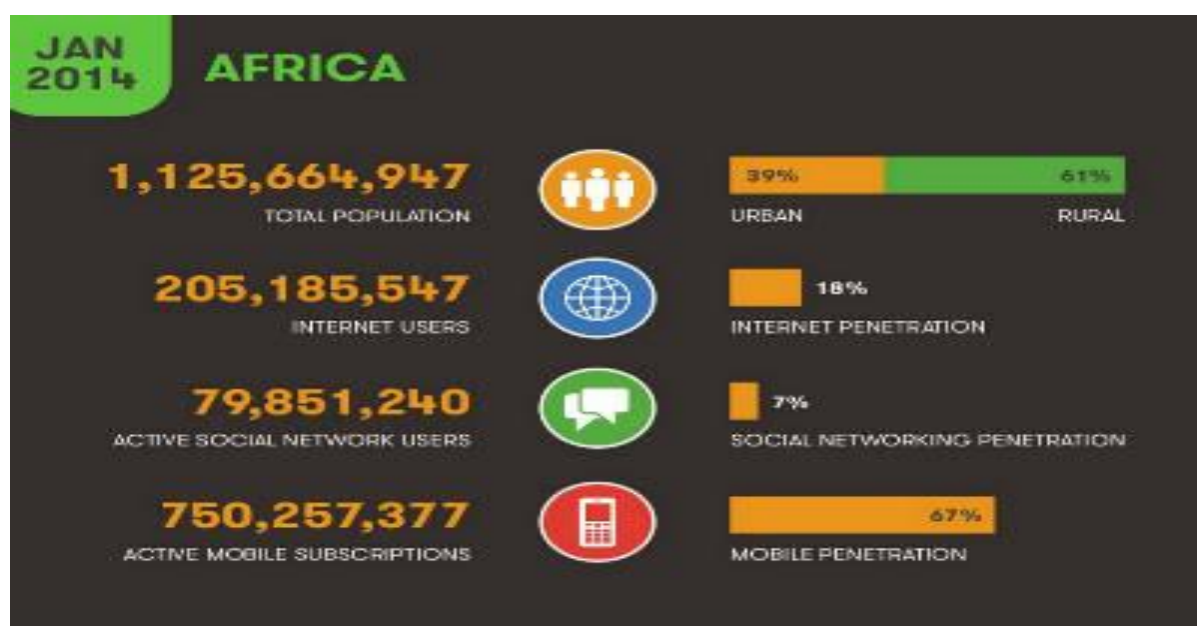 JAN
2014
AFRICA
1,125,664,947
TOTAL POPULATION
39%
61%
URBAN
RURAL
205,185,547
INTERNET USERS
18%
INTERNET PENETRATION
79,851,240
ACTIVE SOCIAL NETWORK USERS
7%
SOCIAL NETWORKING PENETRATION
750,257,377
ACTIVE MOBILE SUBSCRIPTIONS
67%
MOBILE PENETRATION